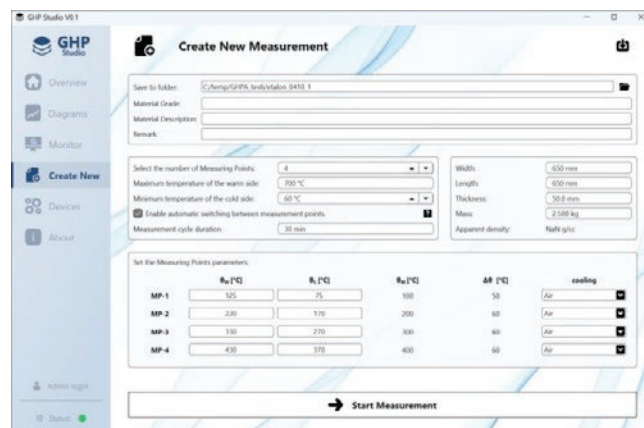 GHP Studio V0.1
GHP
Studio
Create New Measurement
Overview
Diagrams
Monitor
Create New
Devices
About
Admin login
Status
Save to folder:
Material Grade:
Material Description:
Remark:
Select the number of Measuring Points: 4
Maximum temperature of the warm side: 700 °C
Minimum temperature of the cold side: 60 °C
Enable automatic switching between measurement points ?
Measurement cycle duration: 30 min
Width: 650 mm
Length: 650 mm
Thickness: 50.0 mm
Mass: 2.500 kg
Apparent density: NaN g/cc
Set the Measuring Points parameters:
[°C] [°C] [°C] Δθ [°C] cooling
MP-1 125 75 100 50 Air
MP-2 230 170 200 60 Air
MP-3 330 270 300 60 Air
MP-4 430 370 400 60 Air
Start Measurement